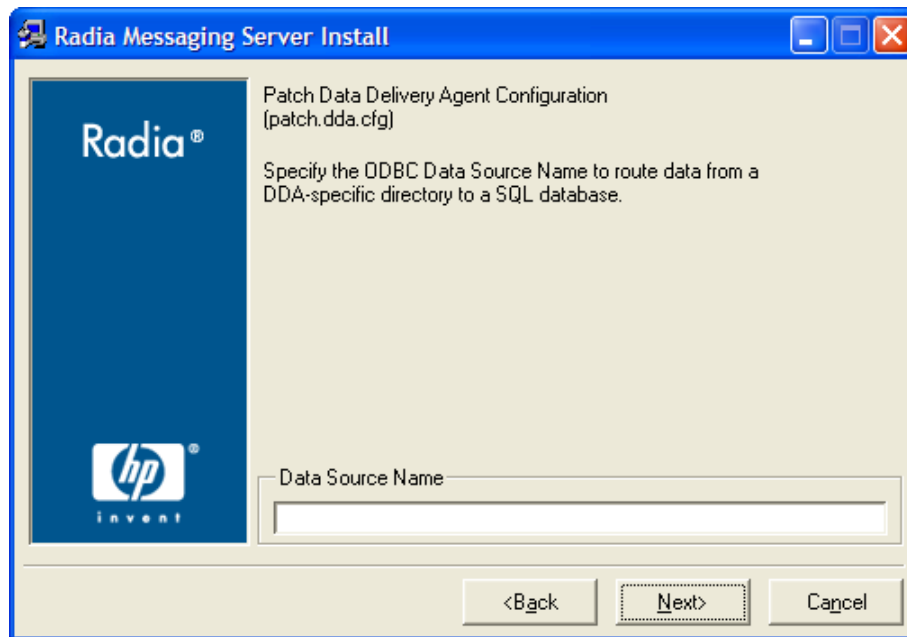 Radia Messaging Server Install
Radia®
Patch Data Delivery Agent Configuration
(patch.dda.cfg)
Specify the ODBC Data Source Name to route data from a
DDA-specific directory to a SQL database.
hp®
invent
Data Source Name
<Back
Next>
Cancel